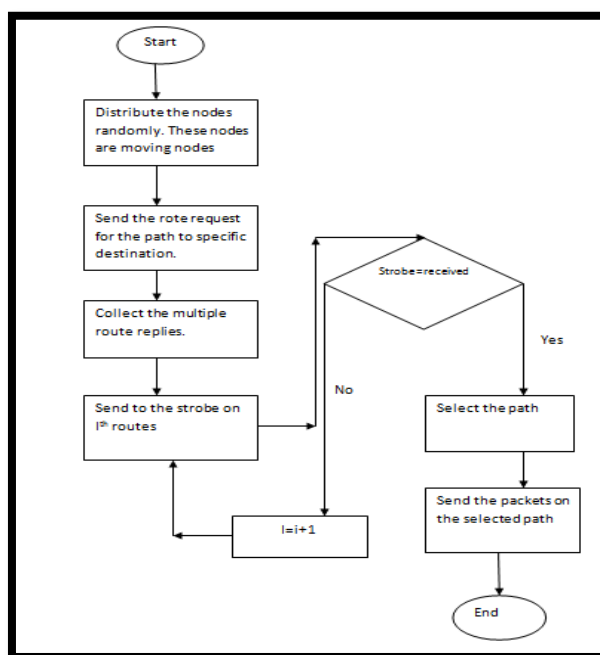 Start
Distribute the nodes
randomly. These nodes
are moving nodes
Send the rote request
for the path to specific
destination.
Collect the multiple
route replies.
Send to the strobe on
Ith routes
Strobe=received
No
I=i+1
Yes
Select the path
Send the packets on
the selected path
End